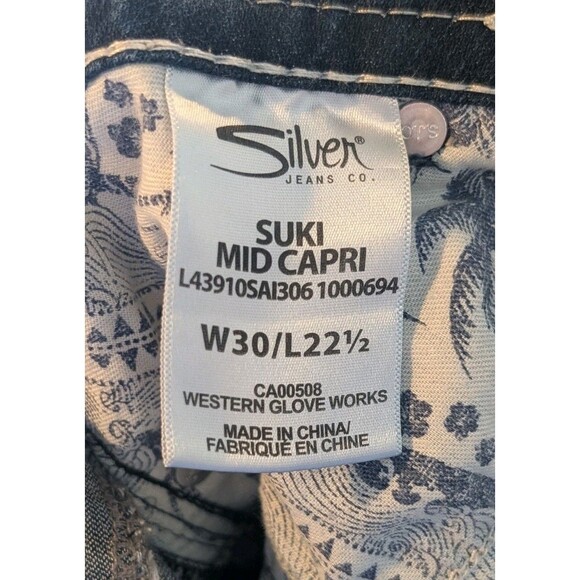 Silver®
JEANS CO.
SUKI
MID CAPRI
L43910SAI306 1000694
W30/L22½
CA00508
WESTERN GLOVE WORKS
MADE IN CHINA/
FABRIQUÉ EN CHINE